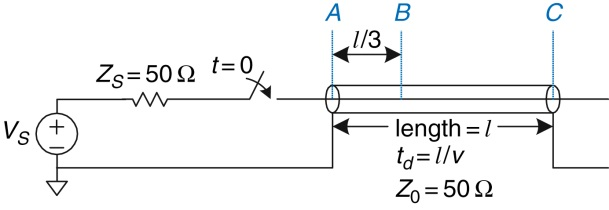 A B C
l/3
Z_S = 50 Ω t = 0
V_S + −
length = l
t_d = l/v
Z_0 = 50 Ω